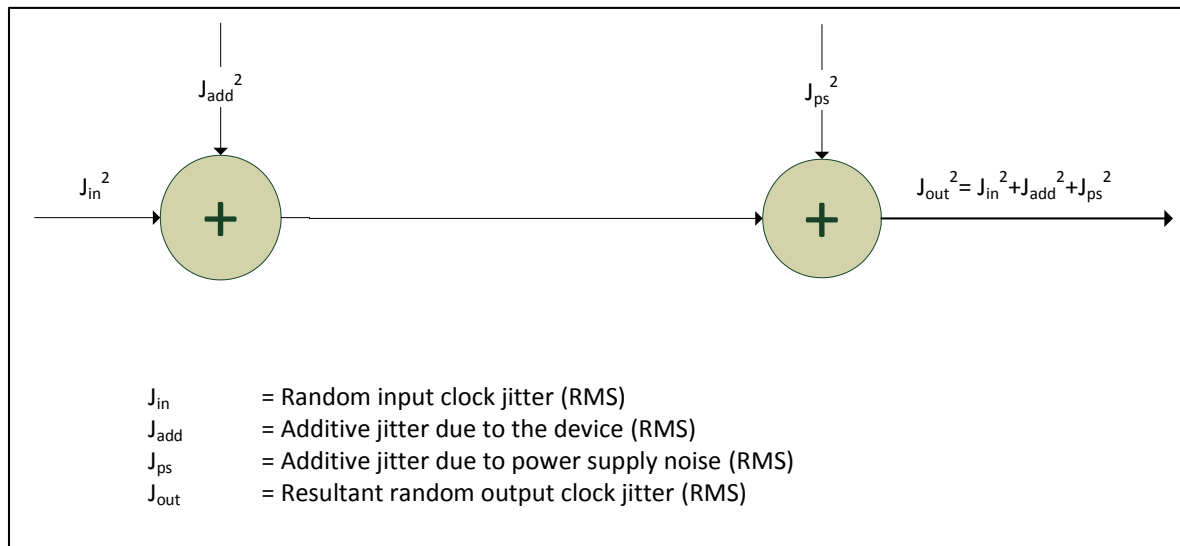 J_add^2
J_ps^2
J_in^2
J_out^2= J_in^2+J_add^2+J_ps^2
+
+
J_in = Random input clock jitter (RMS)
J_add = Additive jitter due to the device (RMS)
J_ps = Additive jitter due to power supply noise (RMS)
J_out = Resultant random output clock jitter (RMS)